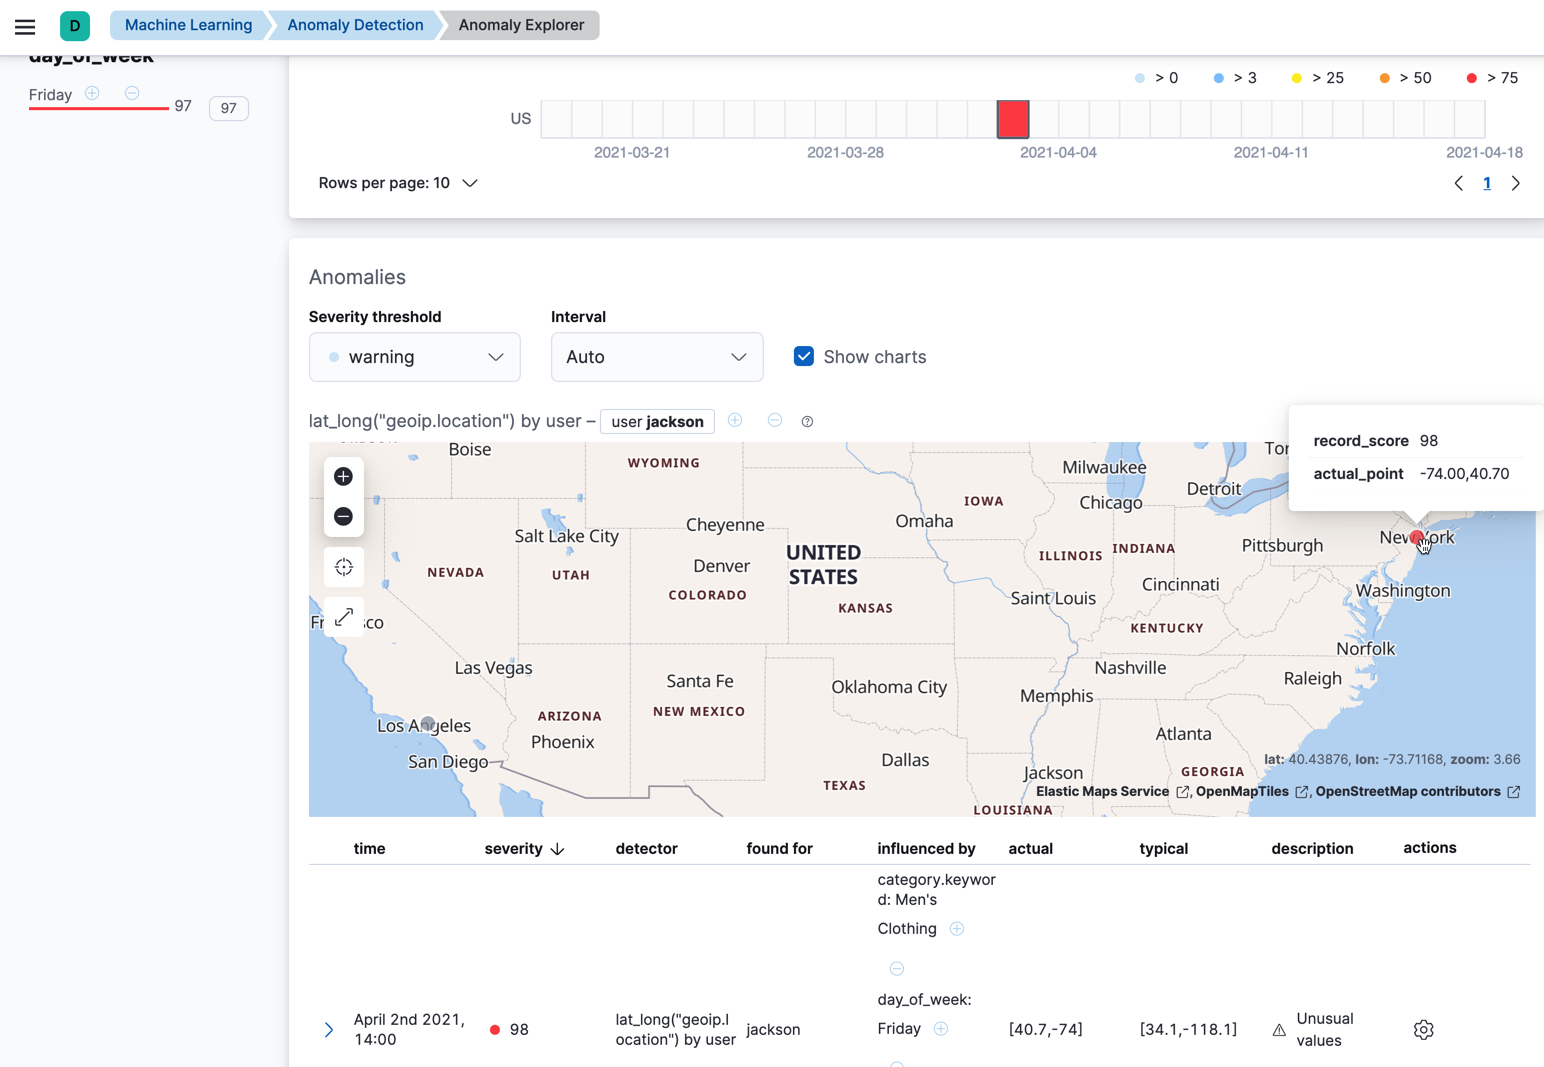 D
Machine Learning
Anomaly Detection
Anomaly Explorer
day_of_week
Friday
97
97
> 0
> 3
> 25
> 50
> 75
US
2021-03-21
2021-03-28
2021-04-04
2021-04-11
2021-04-18
Rows per page: 10
1
Anomalies
Severity threshold
Interval
warning
Auto
Show charts
lat_long("geoip.location") by user –
user jackson
record_score 98
actual_point -74.00,40.70
Boise
WYOMING
Milwaukee
IOWA
Chicago
Detroit
Omaha
Cheyenne
Salt Lake City
New York
UNITED
STATES
ILLINOIS
INDIANA
Pittsburgh
NEVADA
UTAH
Denver
COLORADO
Cincinnati
Washington
KANSAS
Saint Louis
KENTUCKY
Norfolk
Las Vegas
Nashville
Raleigh
Santa Fe
Oklahoma City
Memphis
NEW MEXICO
ARIZONA
Los Angeles
Phoenix
Atlanta
San Diego
Dallas
Jackson
GEORGIA
TEXAS
LOUISIANA
lat: 40.43876, lon: -73.71168, zoom: 3.66
Elastic Maps Service , OpenMapTiles , OpenStreetMap contributors
time
severity
detector
found for
influenced by
actual
typical
description
actions
category.keywor
d: Men's
Clothing
day_of_week:
Friday
April 2nd 2021,
14:00
98
lat_long("geoip.l
ocation") by user
jackson
[40.7,-74]
[34.1,-118.1]
Unusual
values